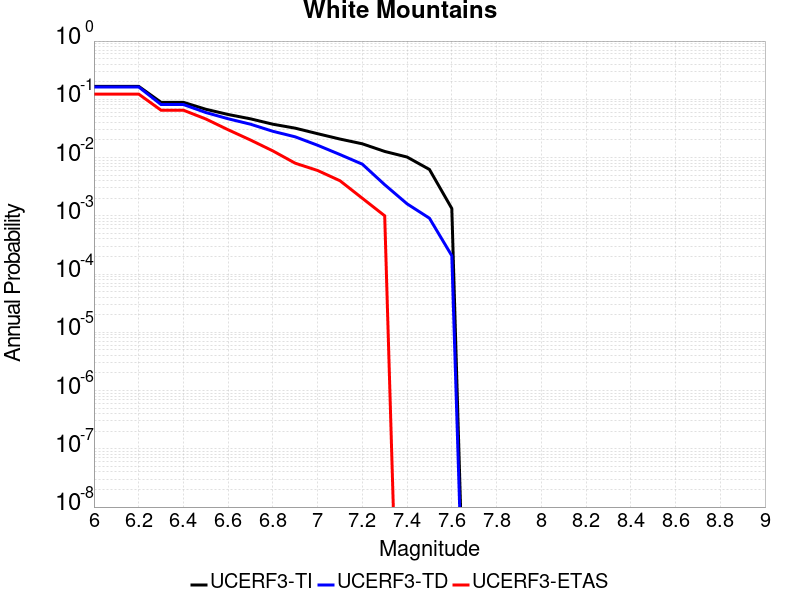 White Mountains
10^0
10^-1
10^-2
10^-3
10^-4
10^-5
10^-6
10^-7
10^-8
Annual Probability
6 6.2 6.4 6.6 6.8 7 7.2 7.4 7.6 7.8 8 8.2 8.4 8.6 8.8 9
Magnitude
UCERF3-TI UCERF3-TD UCERF3-ETAS